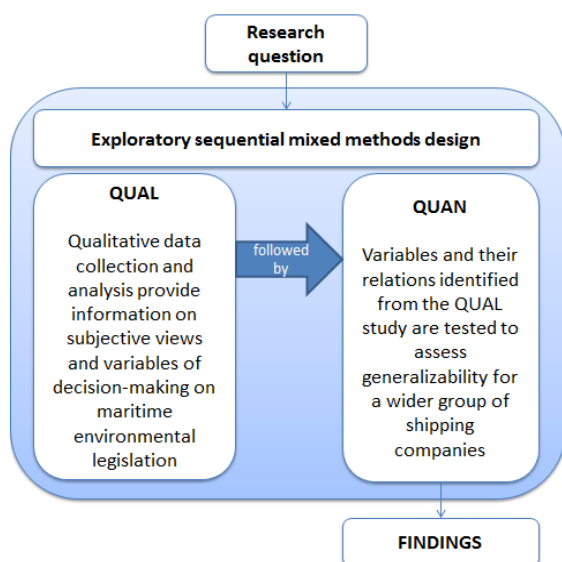 Research
question
Exploratory sequential mixed methods design
QUAL
Qualitative data
collection and
analysis provide
information on
subjective views
and variables of
decision-making on
maritime
environmental
legislation
followed
by
QUAN
Variables and their
relations identified
from the QUAL
study are tested to
assess
generalizability for
a wider group of
shipping
companies
FINDINGS